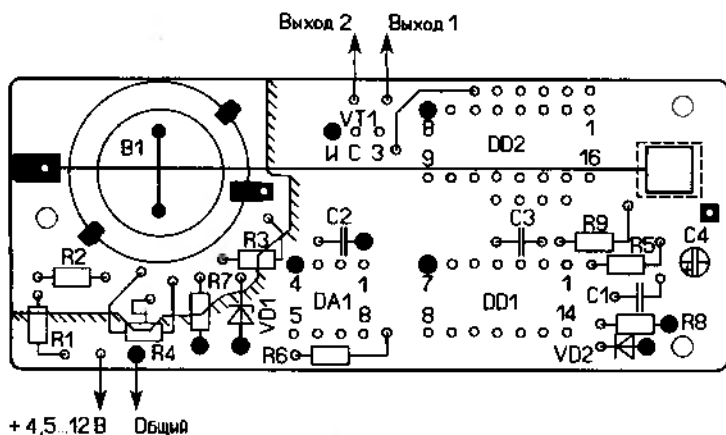 Выход 2 Выход 1
VT1
И С З
8 1
DD2
9 16
B1
R2
R1
R4
R7
VD1
R3
C2
4 1
DA1
5 8
R6
C3
7 1
DD1
8 14
R9
R5
C4
C1
R8
VD2
+ 4,5...12 В Общий